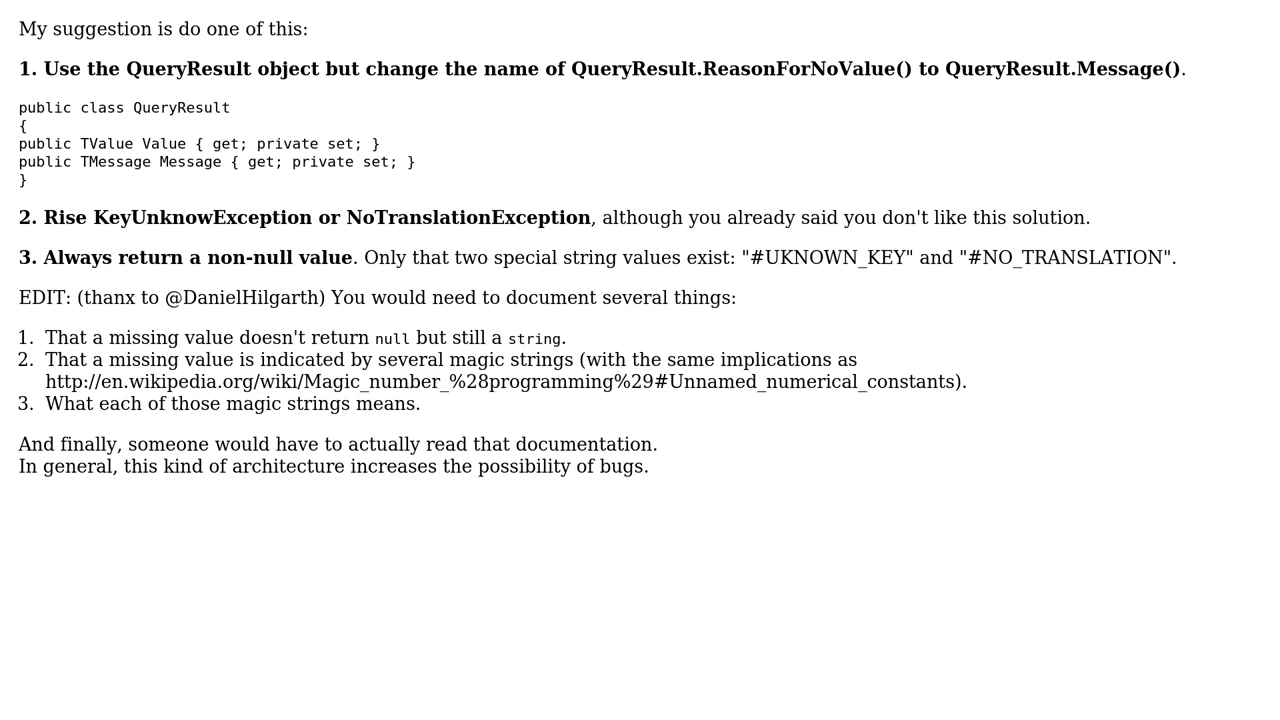 My suggestion is do one of this:
1. Use the QueryResult object but change the name of QueryResult.ReasonForNoValue() to QueryResult.Message().
public class QueryResult
{
public TValue Value { get; private set; }
public TMessage Message { get; private set; }
}
2. Rise KeyUnknowException or NoTranslationException, although you already said you don't like this solution.
3. Always return a non-null value. Only that two special string values exist: "#UKNOWN_KEY" and "#NO_TRANSLATION".
EDIT: (thanx to @DanielHilgarth) You would need to document several things:
1. That a missing value doesn't return null but still a string.
2. That a missing value is indicated by several magic strings (with the same implications as
http://en.wikipedia.org/wiki/Magic_number_%28programming%29#Unnamed_numerical_constants).
3. What each of those magic strings means.
And finally, someone would have to actually read that documentation.
In general, this kind of architecture increases the possibility of bugs.